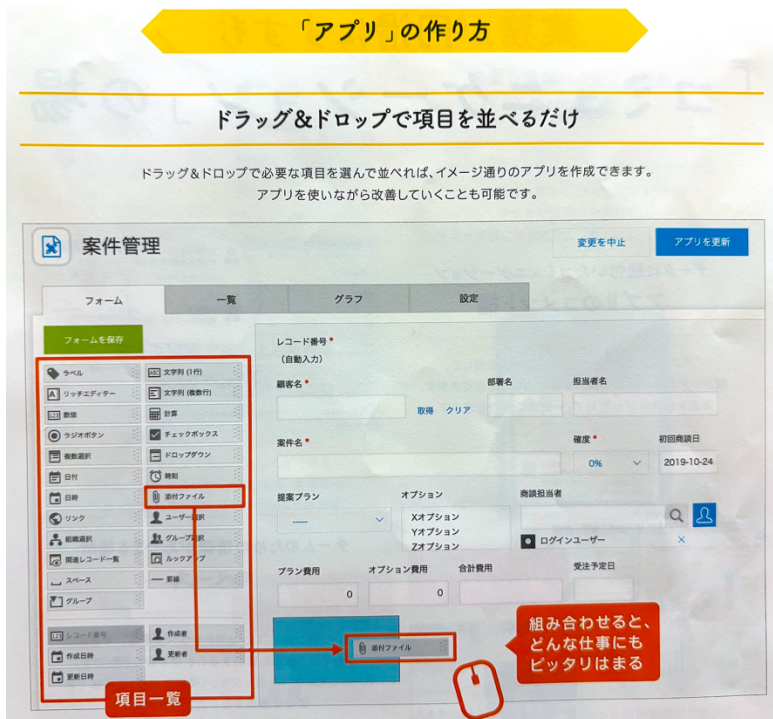 「アプリ」の作り方
ドラッグ&ドロップで項目を並べるだけ
ドラッグ&ドロップで必要な項目を選んで並べれば、イメージ通りのアプリを作成できます。
アプリを使いながら改善していくことも可能です。
案件管理
変更を中止
アプリを更新
フォーム
一覧
グラフ
設定
フォームを保存
ラベル
文字列 (1行)
リッチエディター
文字列 (複数行)
数値
計算
ラジオボタン
チェックボックス
複数選択
ドロップダウン
日付
時刻
日時
添付ファイル
リンク
ユーザー選択
組織選択
グループ選択
関連レコード一覧
ルックアップ
スペース
罫線
グループ
レコード番号
作成者
作成日時
更新者
更新日時
項目一覧
レコード番号 *
(自動入力)
顧客名 *
部署名
担当者名
取得 クリア
案件名 *
確度 *
初回商談日
0%
2019-10-24
提案プラン
オプション
商談担当者
Xオプション
Yオプション
Zオプション
ログインユーザー
プラン費用
オプション費用
合計費用
受注予定日
0
0
添付ファイル
組み合わせると、
どんな仕事にも
ピッタリはまる